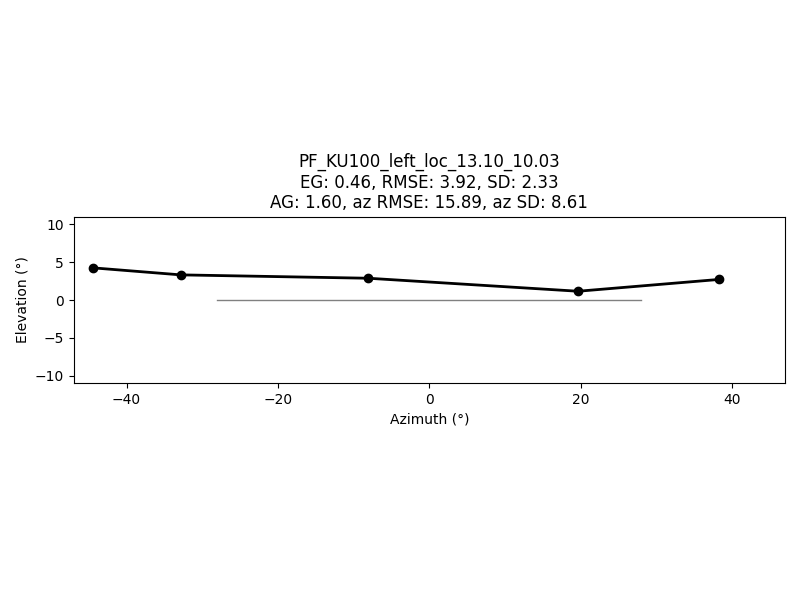 PF_KU100_left_loc_13.10_10.03
EG: 0.46, RMSE: 3.92, SD: 2.33
AG: 1.60, az RMSE: 15.89, az SD: 8.61
10
5
0
−5
−10
Elevation (°)
−40
−20
0
20
40
Azimuth (°)